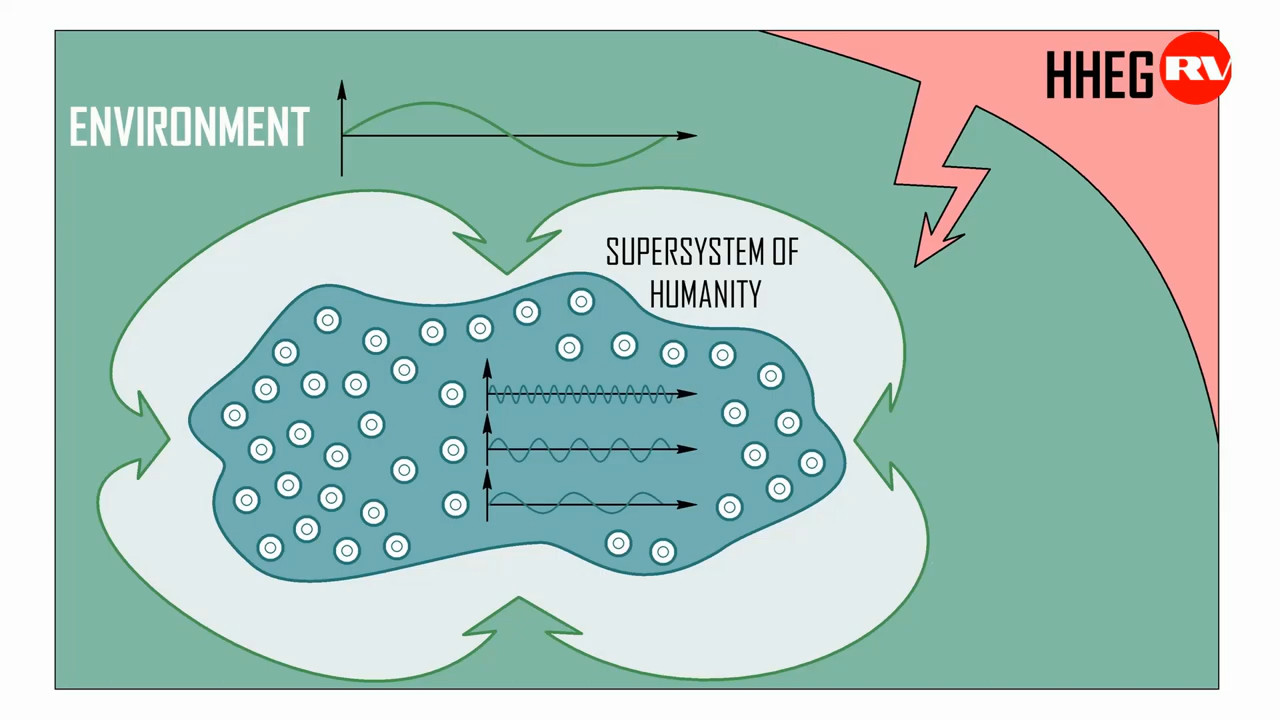 ENVIRONMENT
HHEG
RV
SUPERSYSTEM OF
HUMANITY